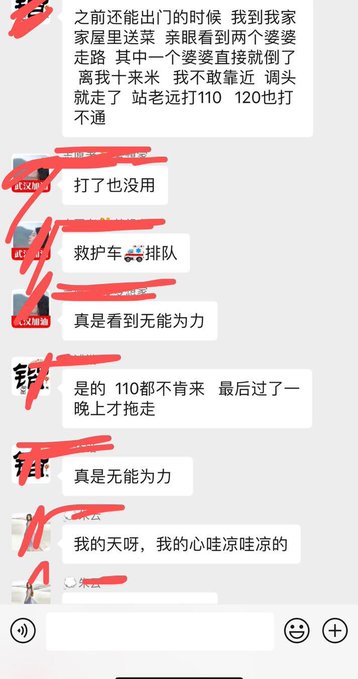 之前还能出门的时候 我到我家
家屋里送菜 亲眼看到两个婆婆
走路 其中一个婆婆直接就倒了
离我十来米 我不敢靠近 调头
就走了 站老远打110 120也打
不通
武汉加油
打了也没用
武汉加油
救护车🚑排队
武汉加油
真是看到无能为力
是的 110都不肯来 最后过了一
晚上才拖走
真是无能为力
朱云
我的天呀，我的心哇凉哇凉的
朱云